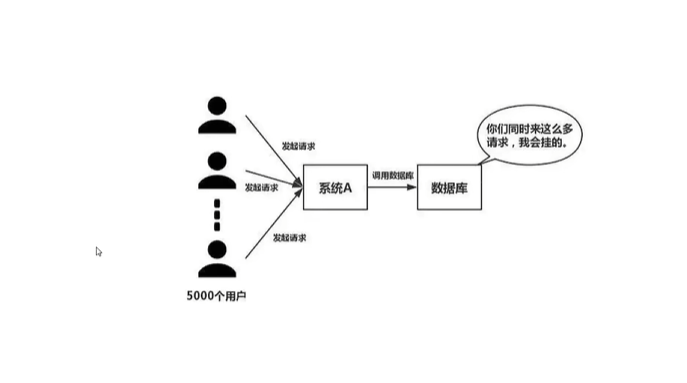 发起请求
发起请求
发起请求
5000个用户
系统A
调用数据库
数据库
你们同时来这么多
请求，我会挂的。